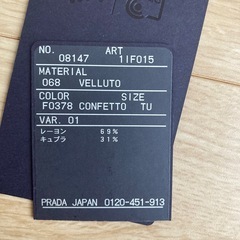 NO. ART
08147 1IF015
MATERIAL
068 VELLUTO
COLOR SIZE
F0378 CONFETTO TU
VAR. 01
レーヨン 69%
キュプラ 31%
PRADA JAPAN 0120-451-913